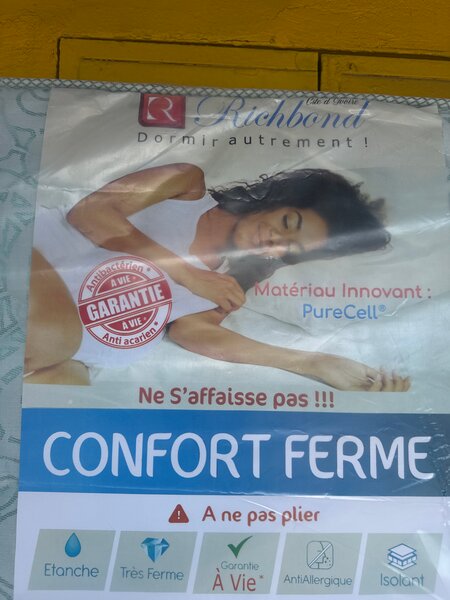 R Richbond
Côte d'Ivoire
Dormir autrement !
Antibactérien *
A VIE *
GARANTIE
A VIE *
Anti acarien *
Matériau Innovant :
PureCell®
Ne S'affaisse pas !!!
CONFORT FERME
A ne pas plier
Etanche
Très Ferme
Garantie
À Vie *
AntiAllergique
Isolant